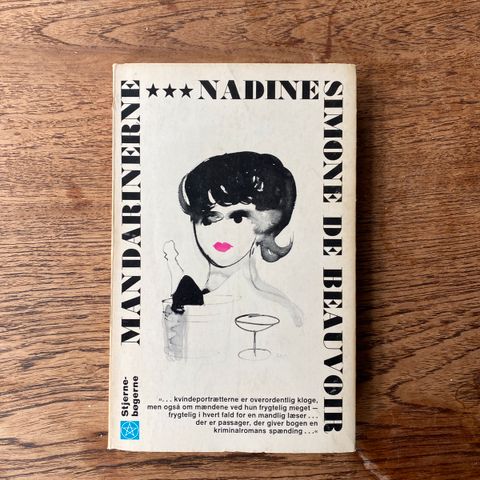 MANDARINERNE
★★★ NADINE
SIMONE DE BEAUVOIR
»... kvindeportrætterne er overordentlig kloge,
men også om mændene ved hun frygtelig meget —
frygtelig i hvert fald for en mandlig læser ...
der er passager, der giver bogen en
kriminalromans spænding ...«
Stjerne-
bøgerne